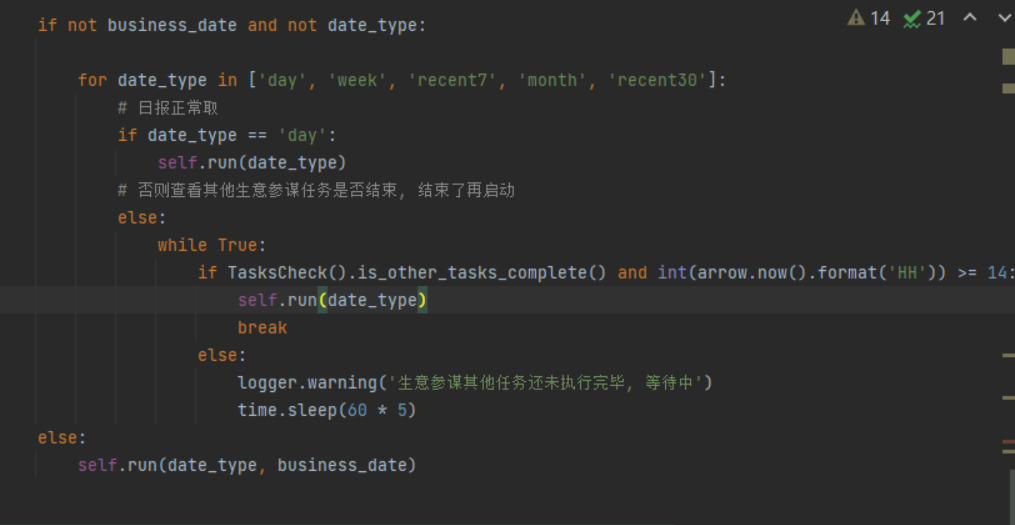 14 21
if not business_date and not date_type:
for date_type in ['day', 'week', 'recent7', 'month', 'recent30']:
# 日报正常取
if date_type == 'day':
self.run(date_type)
# 否则查看其他生意参谋任务是否结束, 结束了再启动
else:
while True:
if TasksCheck().is_other_tasks_complete() and int(arrow.now().format('HH')) >= 14:
self.run(date_type)
break
else:
logger.warning('生意参谋其他任务还未执行完毕, 等待中')
time.sleep(60 * 5)
else:
self.run(date_type, business_date)